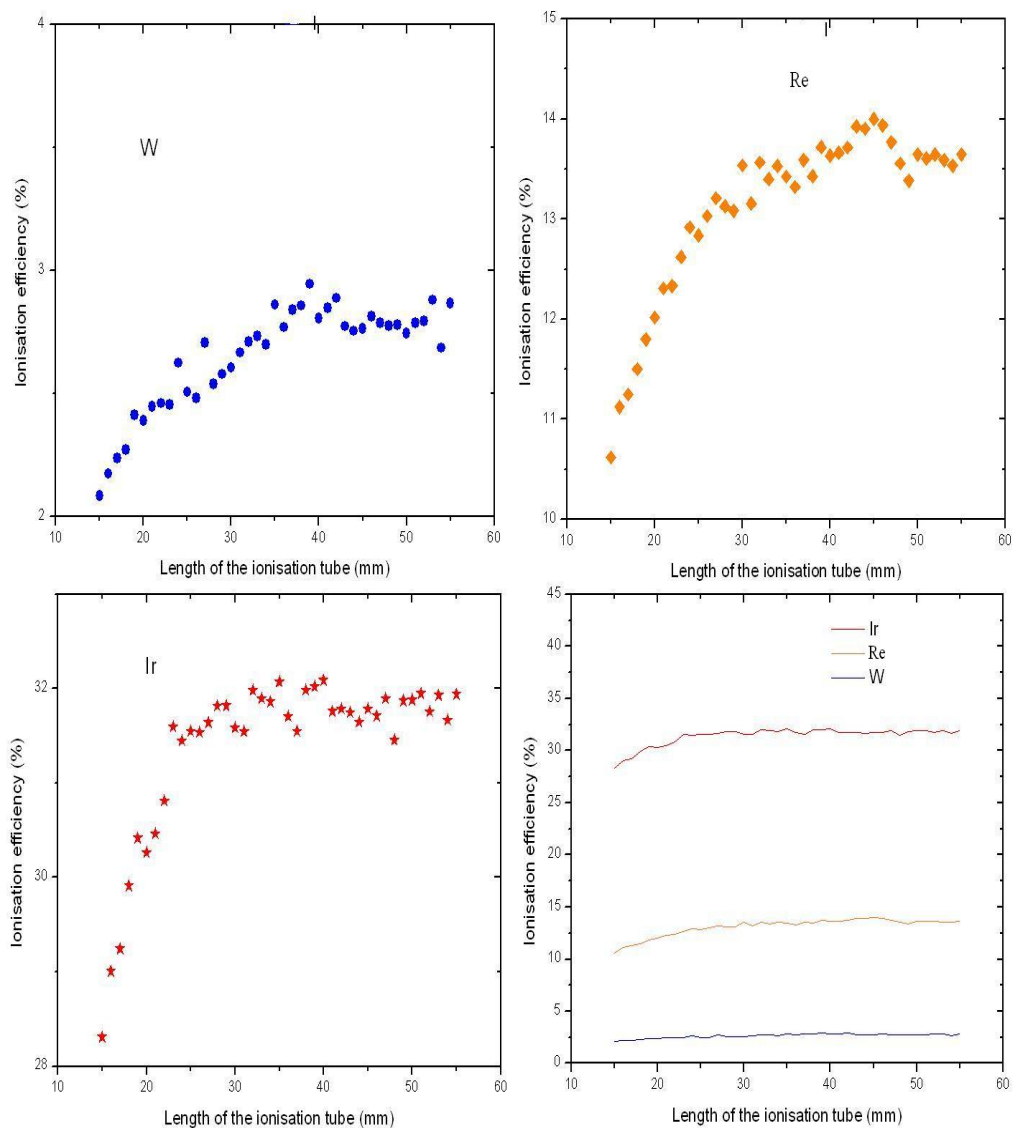 4
3
2
10 20 30 40 50 60
W
Ionisation efficiency (%)
Length of the ionisation tube (mm)
15
14
13
12
11
10
10 20 30 40 50 60
Re
Ionisation efficiency (%)
Length of the ionisation tube (mm)
32
30
28
10 20 30 40 50 60
Ir
Ionisation efficiency (%)
Length of the ionisation tube (mm)
45
40
35
30
25
20
15
10
5
0
10 20 30 40 50 60
Ir
Re
W
Ionisation efficiency (%)
Length of the ionisation tube (mm)